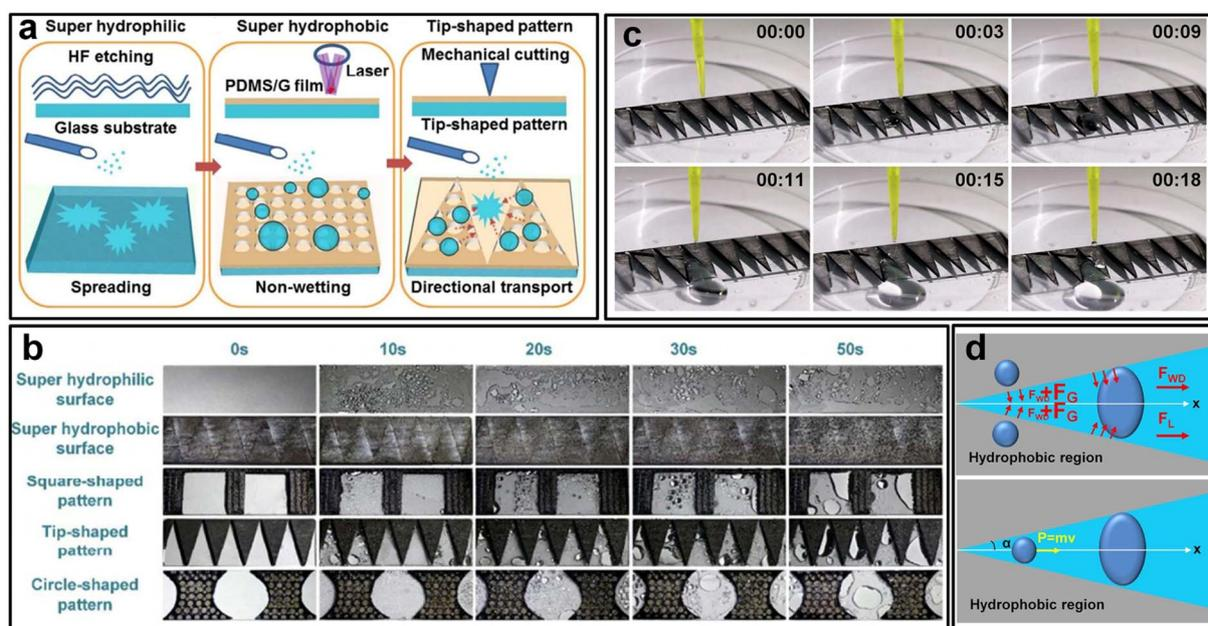 a
Super hydrophilic
HF etching
Glass substrate
Spreading
Super hydrophobic
Laser
PDMS/G film
Non-wetting
Tip-shaped pattern
Mechanical cutting
Tip-shaped pattern
Directional transport
c
00:00
00:03
00:09
00:11
00:15
00:18
b
0s
10s
20s
30s
50s
Super hydrophilic
surface
Super hydrophobic
surface
Square-shaped
pattern
Tip-shaped
pattern
Circle-shaped
pattern
d
F_WD
F_WD+F_G
F_WD+F_G
x
F_L
Hydrophobic region
P=mv
α
x
Hydrophobic region